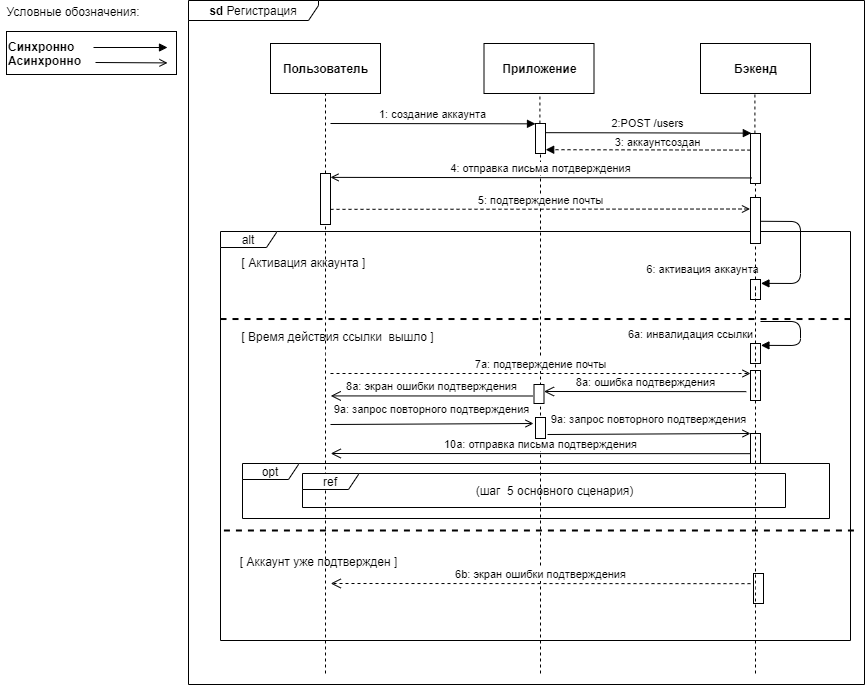 Условные обозначения:
Синхронно
Асинхронно
sd Регистрация
Пользователь
Приложение
Бэкенд
1: создание аккаунта
2:POST /users
3: аккаунтсоздан
4: отправка письма потдверждения
5: подтверждение почты
alt
[ Активация аккаунта ]
6: активация аккаунта
[ Время действия ссылки вышло ]
6а: инвалидация ссылки
7а: подтверждение почты
8а: экран ошибки подтверждения
8а: ошибка подтверждения
9а: запрос повторного подтверждения
9а: запрос повторного подтверждения
10а: отправка письма подтверждения
opt
ref
(шаг 5 основного сценария)
[ Аккаунт уже подтвержден ]
6b: экран ошибки подтверждения